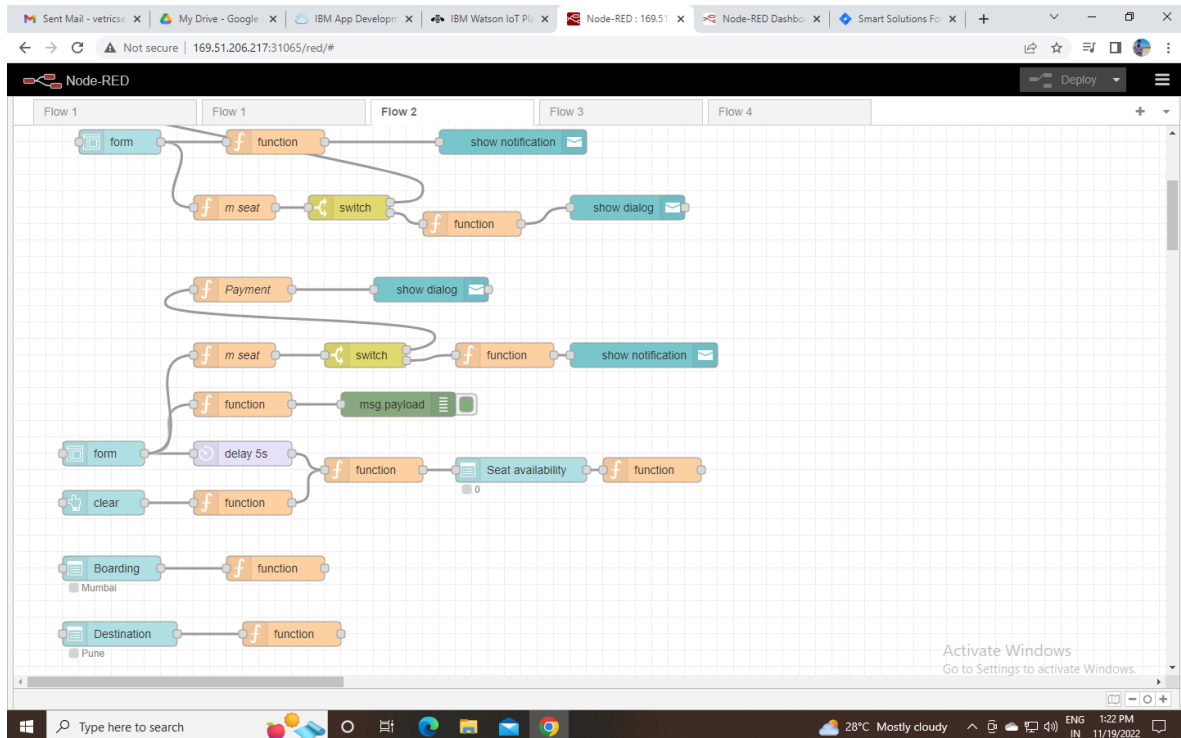 Sent Mail - vetricse
My Drive - Google
IBM App Developm
IBM Watson IoT Pla
Node-RED : 169.51
Node-RED Dashbo
Smart Solutions Fo
Not secure | 169.51.206.217:31065/red/#
Node-RED
Deploy
Flow 1
Flow 1
Flow 2
Flow 3
Flow 4
form
function
show notification
m seat
switch
function
show dialog
Payment
show dialog
m seat
switch
function
show notification
function
msg.payload
form
delay 5s
function
Seat availability
function
0
clear
function
Boarding
function
Mumbai
Destination
function
Pune
Activate Windows
Go to Settings to activate Windows.
Type here to search
28°C Mostly cloudy
ENG
IN
1:22 PM
11/19/2022